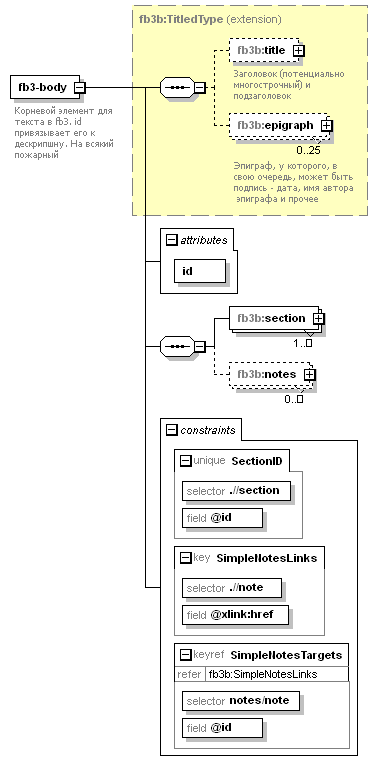 fb3b:TitledType (extension)
fb3b:title
Заголовок (потенциально
многострочный) и
подзаголовок
fb3-body
Корневой элемент для
текста в fb3. id
привязывает его к
дескрипшну. На всякий
пожарный
fb3b:epigraph
0..25
Эпиграф, у которого, в
свою очередь, может быть
подпись - дата, имя автора
эпиграфа и прочее
attributes
id
fb3b:section
1..
fb3b:notes
0..
constraints
unique SectionID
selector .//section
field @id
key SimpleNotesLinks
selector .//note
field @xlink:href
keyref SimpleNotesTargets
refer fb3b:SimpleNotesLinks
selector notes/note
field @id